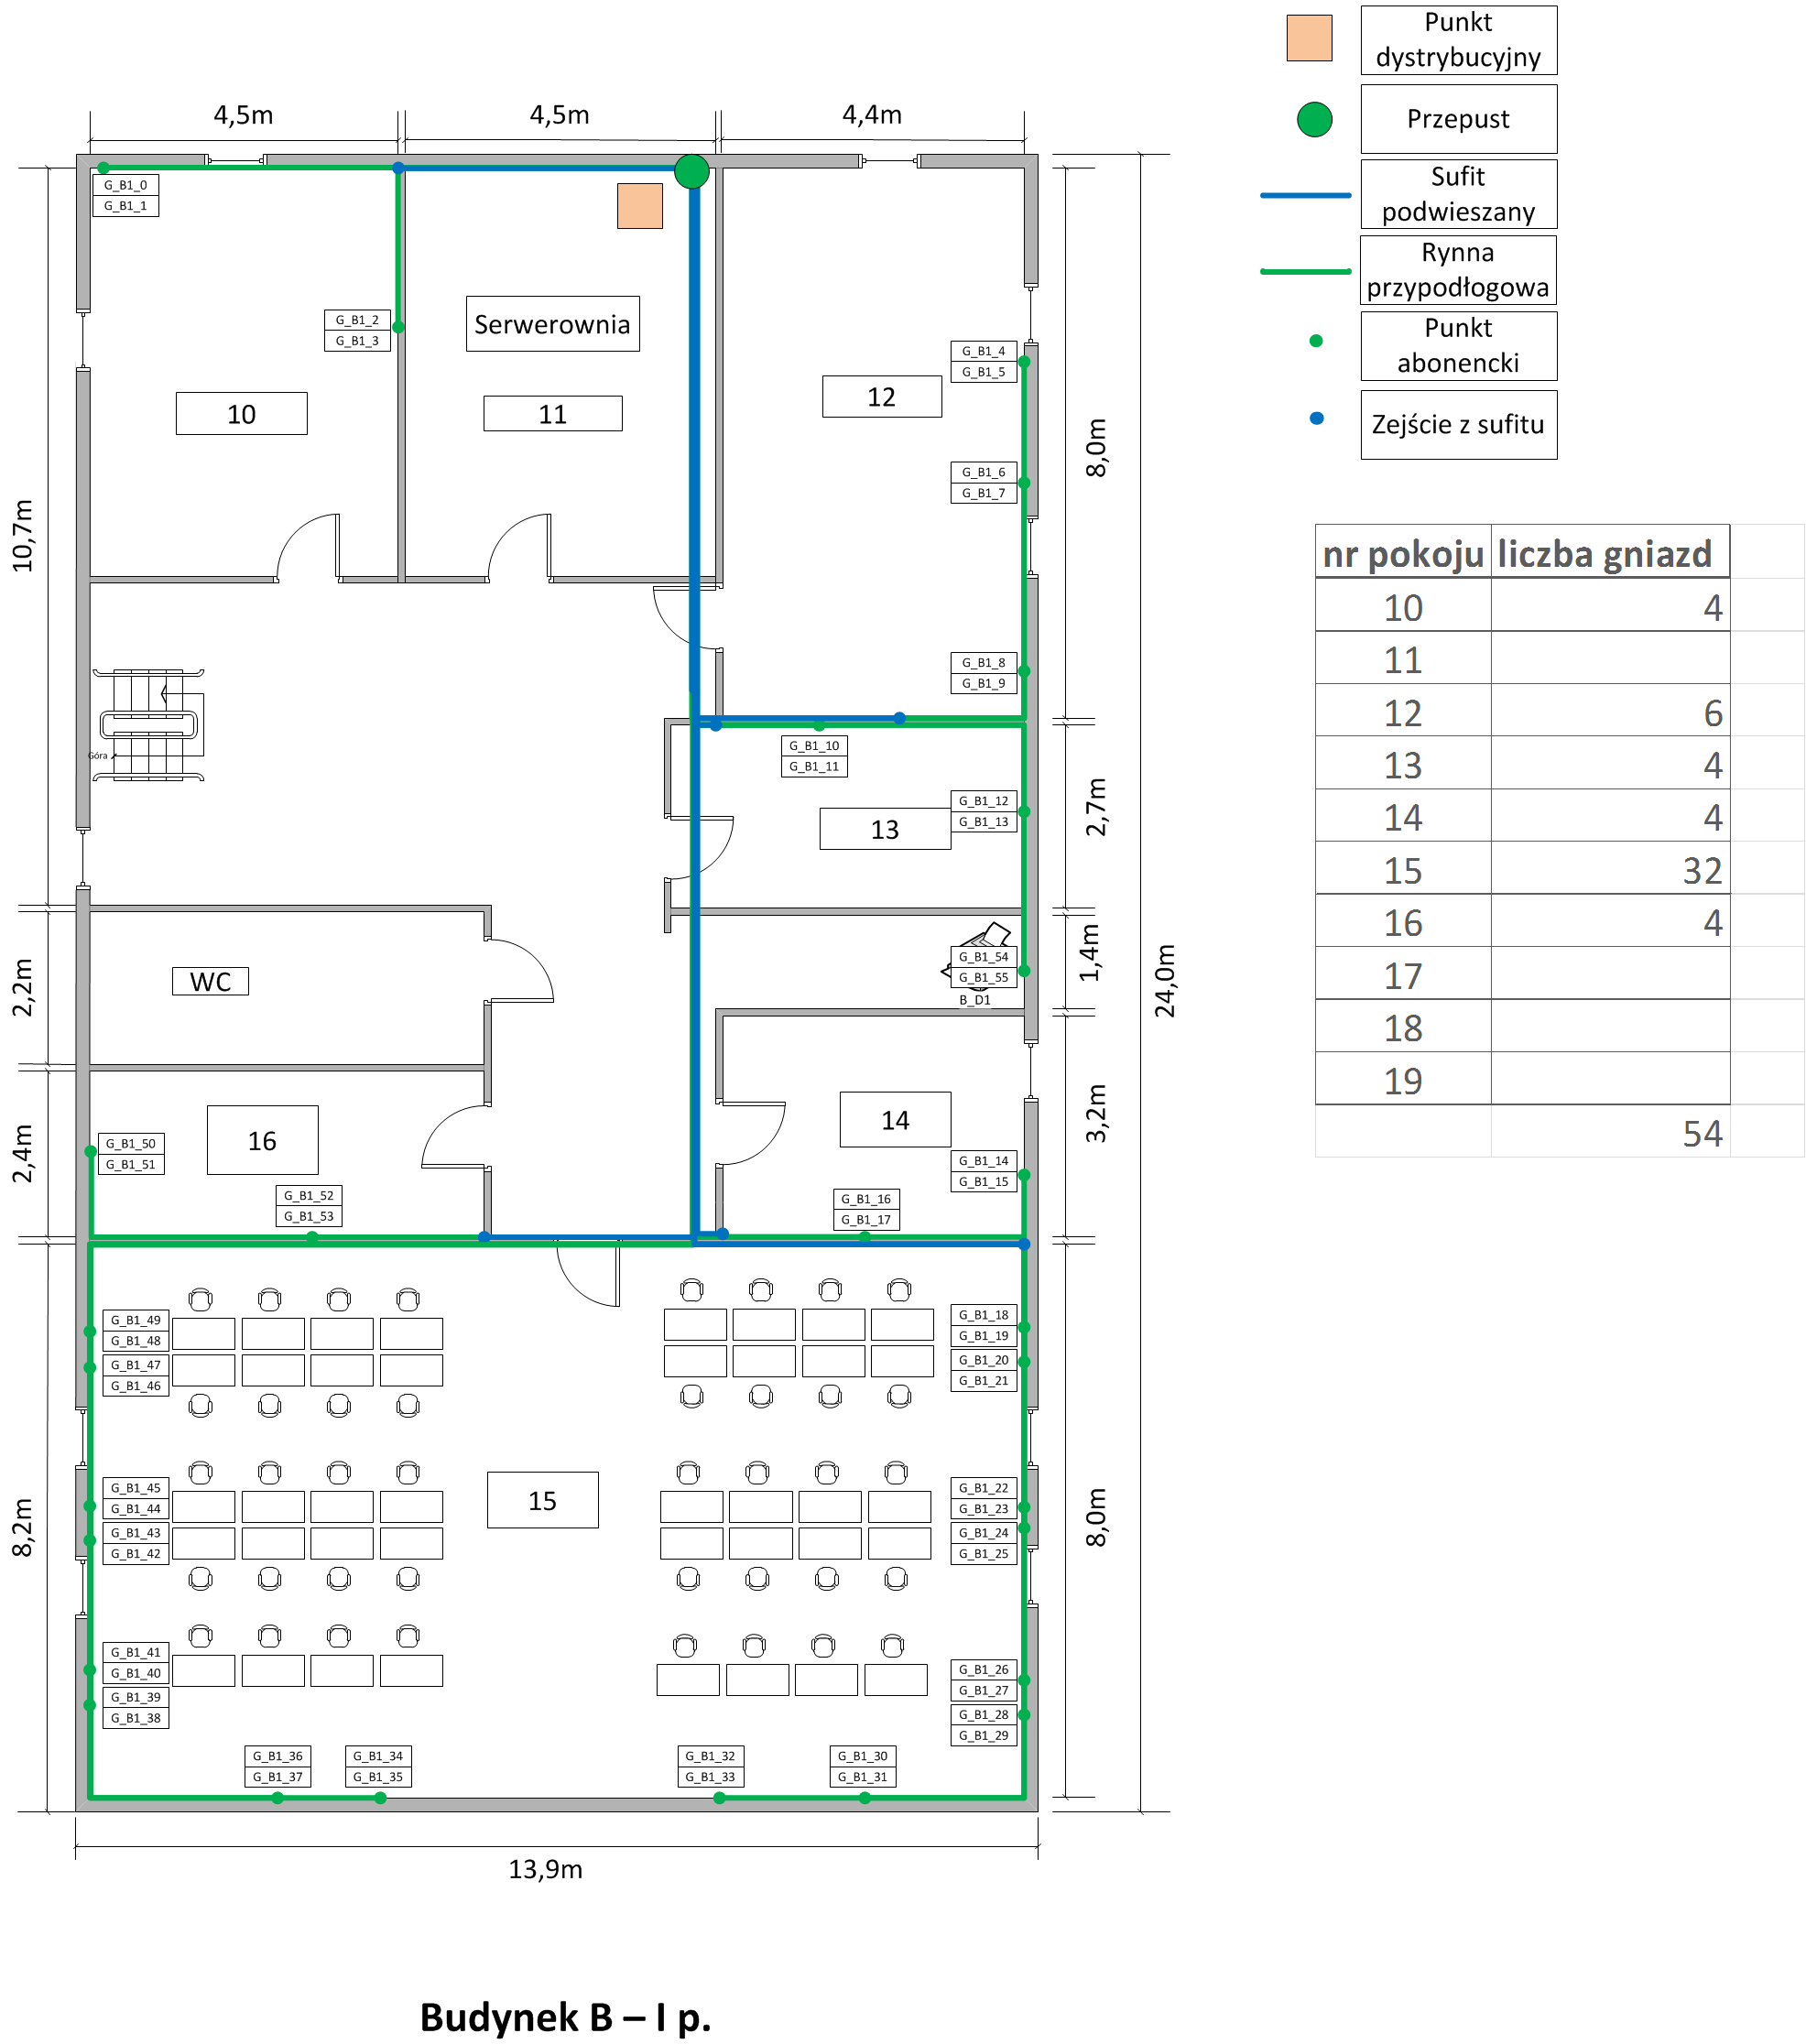 Punkt
dystrybucyjny
Przepust
Sufit
podwieszany
Rynna
przypodłogowa
Punkt
abonencki
Zejście z sufitu
4,5m
4,5m
4,4m
G_B1_0
G_B1_1
G_B1_2
G_B1_3
Serwerownia
10
11
12
G_B1_4
G_B1_5
G_B1_6
G_B1_7
G_B1_8
G_B1_9
8,0m
10,7m
Góra
G_B1_10
G_B1_11
G_B1_12
G_B1_13
13
2,7m
WC
2,2m
G_B1_54
G_B1_55
B_D1
1,4m
24,0m
16
G_B1_50
G_B1_51
G_B1_52
G_B1_53
2,4m
14
G_B1_14
G_B1_15
G_B1_16
G_B1_17
3,2m
G_B1_49
G_B1_48
G_B1_47
G_B1_46
G_B1_18
G_B1_19
G_B1_20
G_B1_21
G_B1_45
G_B1_44
G_B1_43
G_B1_42
15
G_B1_22
G_B1_23
G_B1_24
G_B1_25
8,2m
8,0m
G_B1_41
G_B1_40
G_B1_39
G_B1_38
G_B1_26
G_B1_27
G_B1_28
G_B1_29
G_B1_36
G_B1_37
G_B1_34
G_B1_35
G_B1_32
G_B1_33
G_B1_30
G_B1_31
13,9m
nr pokoju liczba gniazd
10 4
11
12 6
13 4
14 4
15 32
16 4
17
18
19
54
Budynek B – I p.